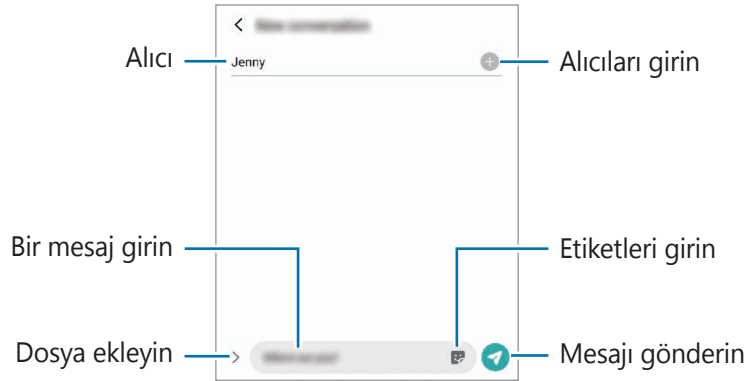 Alıcı
Jenny
Alıcıları girin
Bir mesaj girin
Etiketleri girin
Dosya ekleyin
Mesajı gönderin